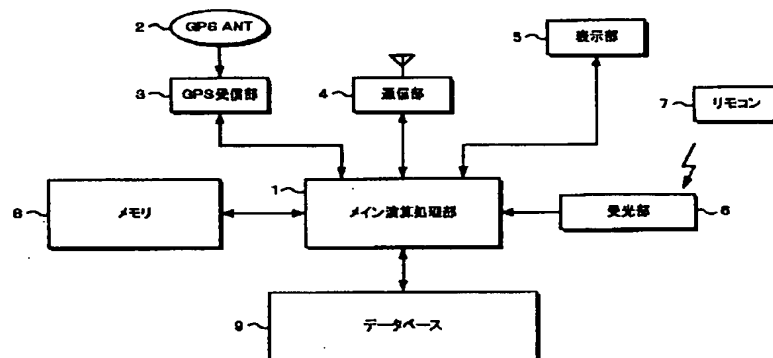 2 GPS ANT
3 GPS受信部
4 通信部
5 表示部
7 リモコン
8 メモリ
1 メイン演算処理部
受光部 6
9 データベース